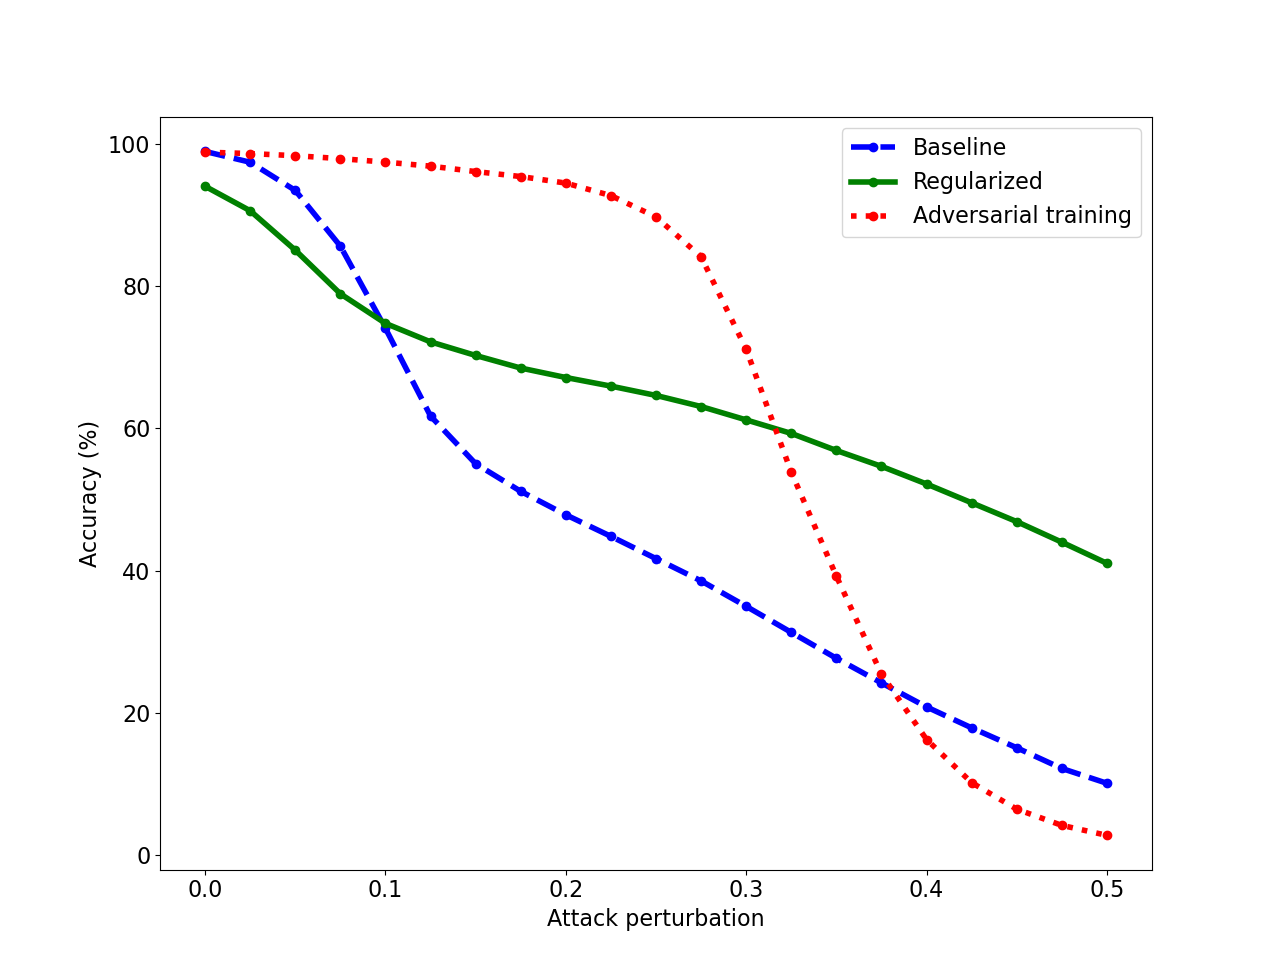 Baseline
Regularized
Adversarial training
100
80
60
40
20
0
Accuracy (%)
0.0 0.1 0.2 0.3 0.4 0.5
Attack perturbation